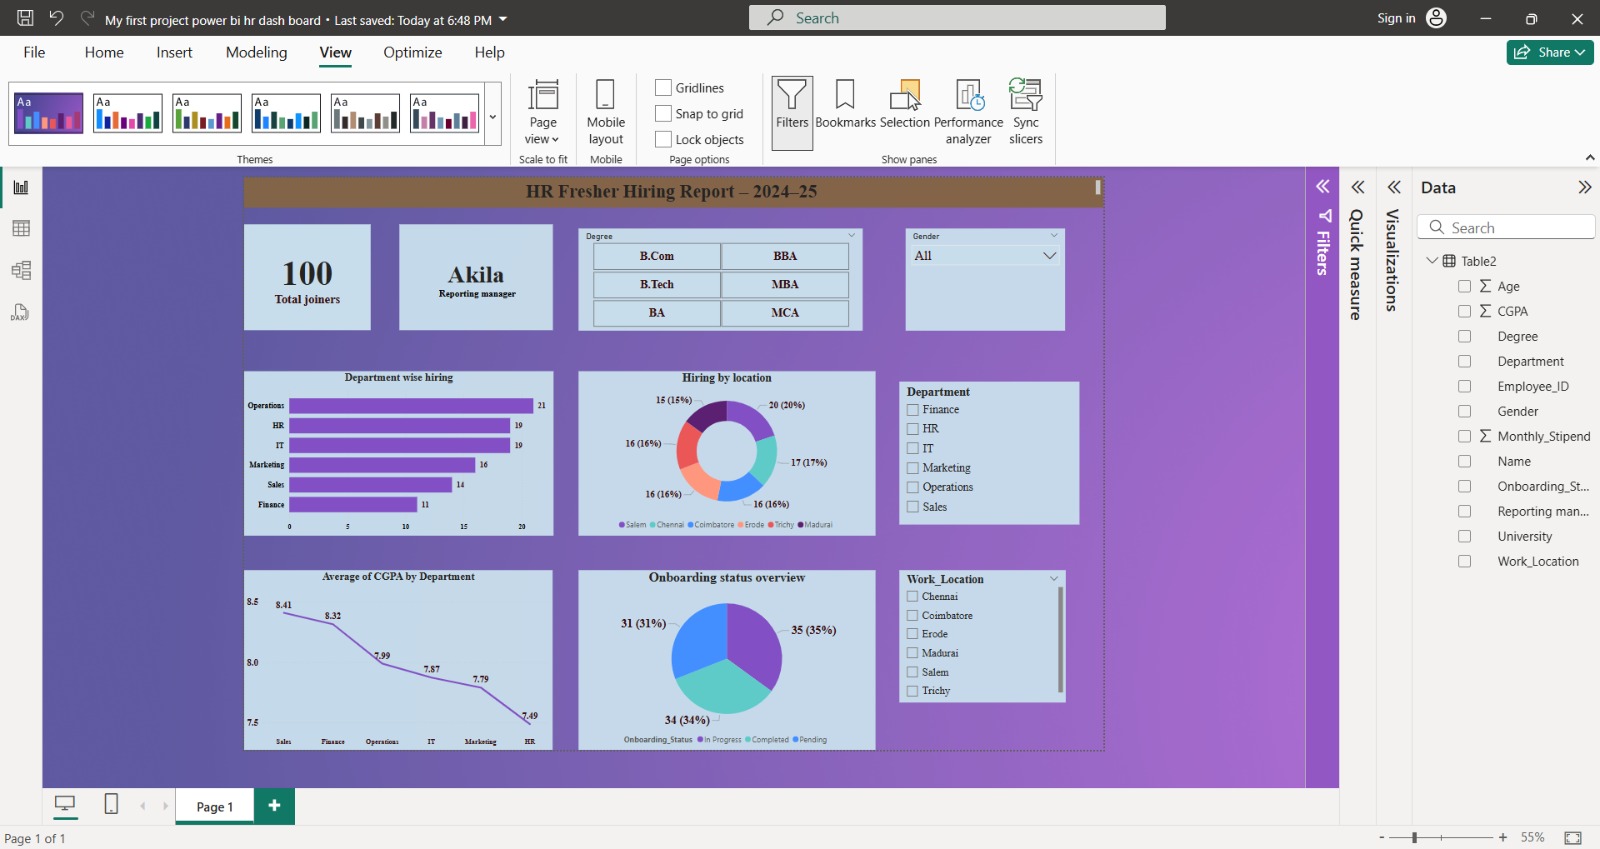 My first project power bi hr dash board • Last saved: Today at 6:48 PM
Search
Sign in
File Home Insert Modeling View Optimize Help
Share
Aa Aa Aa Aa Aa Aa
Page view
Mobile layout
Gridlines
Snap to grid
Lock objects
Filters
Bookmarks
Selection
Performance analyzer
Sync slicers
Themes
Scale to fit
Mobile
Page options
Show panes
HR Fresher Hiring Report – 2024–25
100
Total joiners
Akila
Reporting manager
Degree
B.Com BBA
B.Tech MBA
BA MCA
Gender
All
Department wise hiring
Operations 21
HR 19
IT 19
Marketing 16
Sales 14
Finance 11
0 5 10 15 20
Hiring by location
15 (15%)
20 (20%)
16 (16%)
17 (17%)
16 (16%)
16 (16%)
Salem Chennai Coimbatore Erode Trichy Madurai
Department
Finance
HR
IT
Marketing
Operations
Sales
Average of CGPA by Department
8.5
8.0
7.5
8.41
8.32
7.99
7.87
7.79
7.49
Sales Finance Operations IT Marketing HR
Onboarding status overview
31 (31%)
35 (35%)
34 (34%)
Onboarding_Status In Progress Completed Pending
Work_Location
Chennai
Coimbatore
Erode
Madurai
Salem
Trichy
Filters
Quick measure
Visualizations
Data
Search
Table2
Age
CGPA
Degree
Department
Employee_ID
Gender
Monthly_Stipend
Name
Onboarding_St...
Reporting man...
University
Work_Location
DAX
Page 1
Page 1 of 1
- + 55%